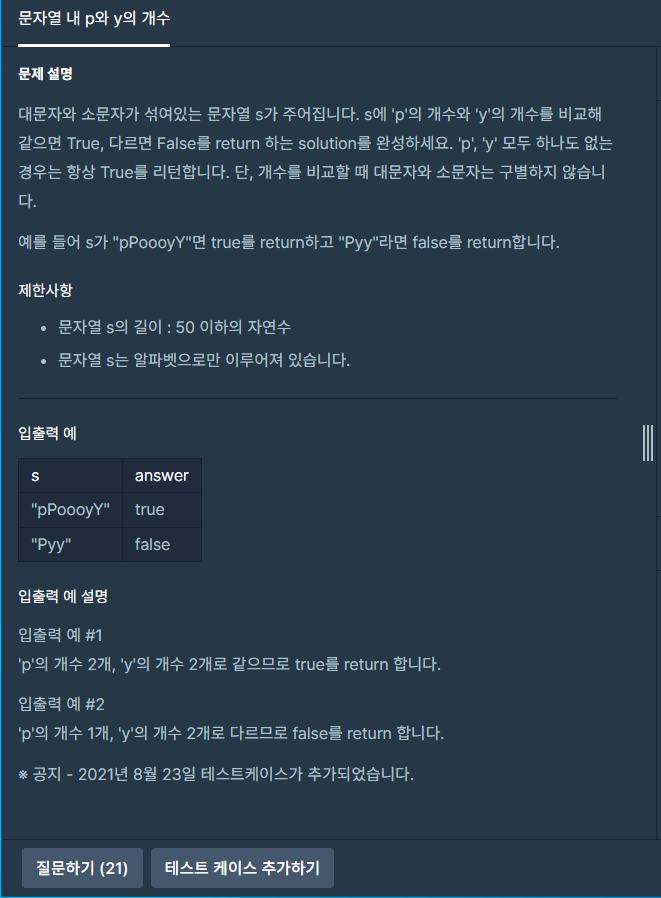 문자열 내 p와 y의 개수
문제 설명
대문자와 소문자가 섞여있는 문자열 s가 주어집니다. s에 'p'의 개수와 'y'의 개수를 비교해
같으면 True, 다르면 False를 return 하는 solution를 완성하세요. 'p', 'y' 모두 하나도 없는
경우는 항상 True를 리턴합니다. 단, 개수를 비교할 때 대문자와 소문자는 구별하지 않습니
다.
예를 들어 s가 "pPoooyY"면 true를 return하고 "Pyy"라면 false를 return합니다.
제한사항
• 문자열 s의 길이 : 50 이하의 자연수
• 문자열 s는 알파벳으로만 이루어져 있습니다.
입출력 예
s answer
"pPoooyY" true
"Pyy" false
입출력 예 설명
입출력 예 #1
'p'의 개수 2개, 'y'의 개수 2개로 같으므로 true를 return 합니다.
입출력 예 #2
'p'의 개수 1개, 'y'의 개수 2개로 다르므로 false를 return 합니다.
※ 공지 - 2021년 8월 23일 테스트케이스가 추가되었습니다.
질문하기 (21) 테스트 케이스 추가하기